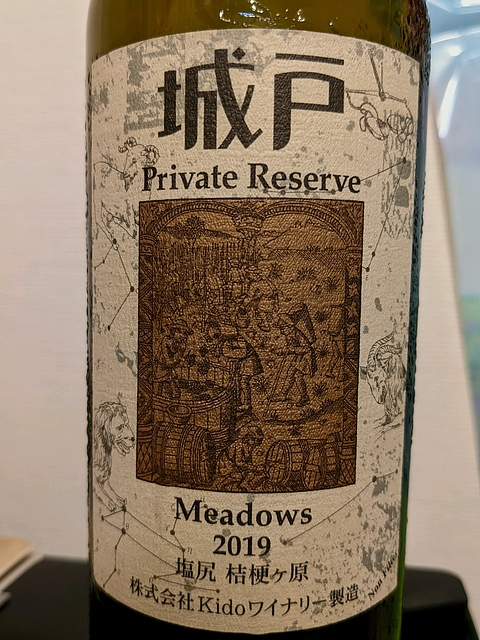 城戸
Private Reserve
Meadows
2019
塩尻 桔梗ヶ原
株式会社Kidoワイナリー製造